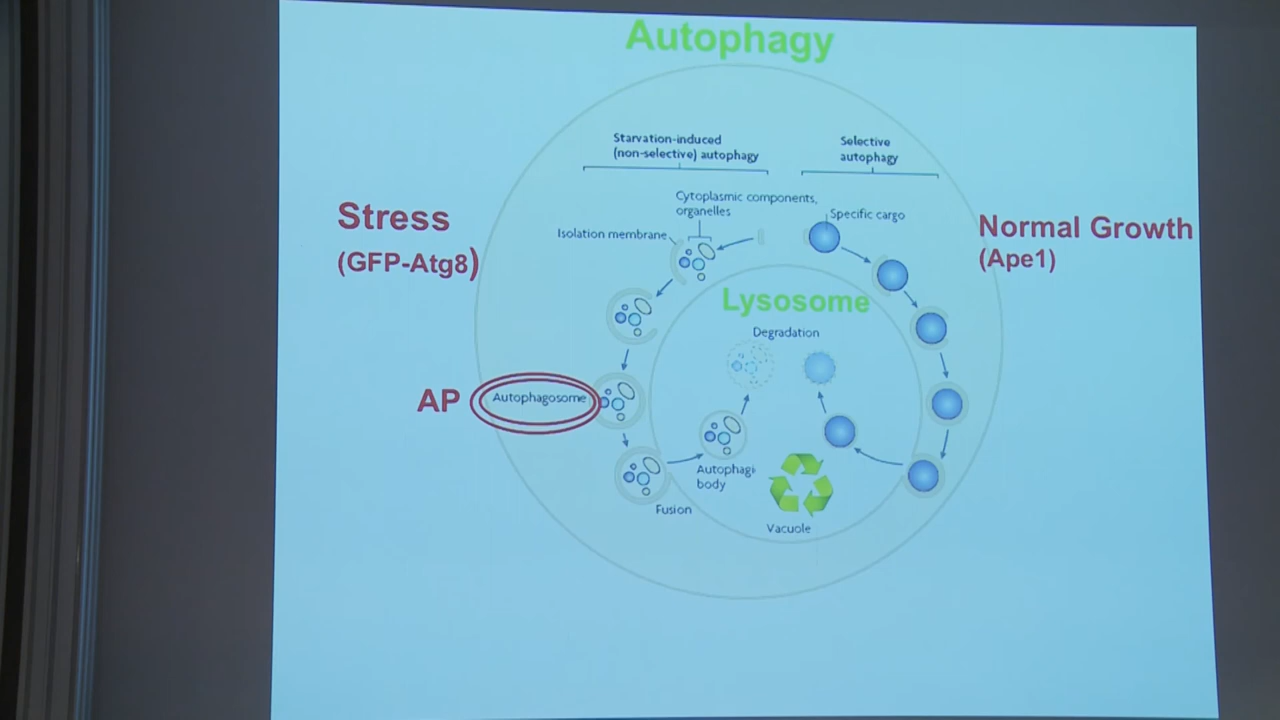 Autophagy
Starvation-induced
(non-selective) autophagy
Selective
autophagy
Cytoplasmic components,
organelles
Isolation membrane
Specific cargo
Stress
(GFP-Atg8)
Normal Growth
(Ape1)
Lysosome
Degradation
AP
Autophagosome
Autophagi
body
Fusion
Vacuole